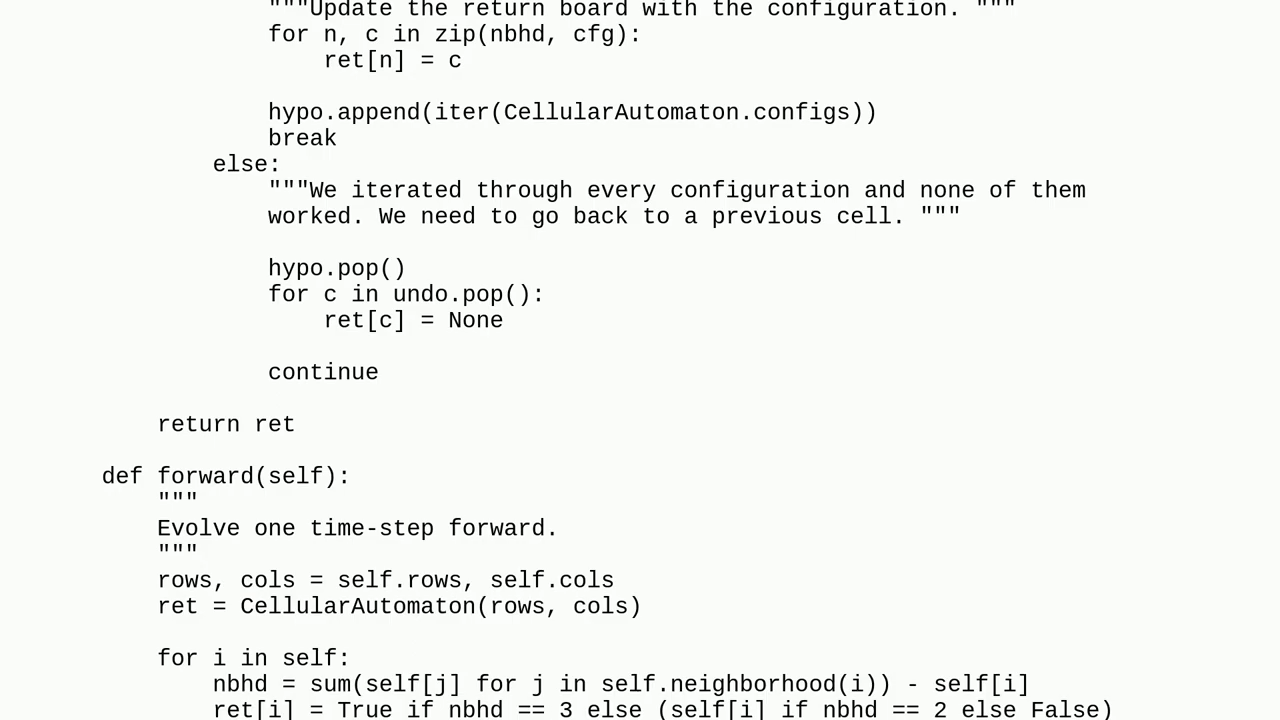 """Update the return board with the configuration. """
for n, c in zip(nbhd, cfg):
ret[n] = c
hypo.append(iter(CellularAutomaton.configs))
break
else:
"""We iterated through every configuration and none of them
worked. We need to go back to a previous cell. """
hypo.pop()
for c in undo.pop():
ret[c] = None
continue
return ret
def forward(self):
"""
Evolve one time-step forward.
"""
rows, cols = self.rows, self.cols
ret = CellularAutomaton(rows, cols)
for i in self:
nbhd = sum(self[j] for j in self.neighborhood(i)) - self[i]
ret[i] = True if nbhd == 3 else (self[i] if nbhd == 2 else False)